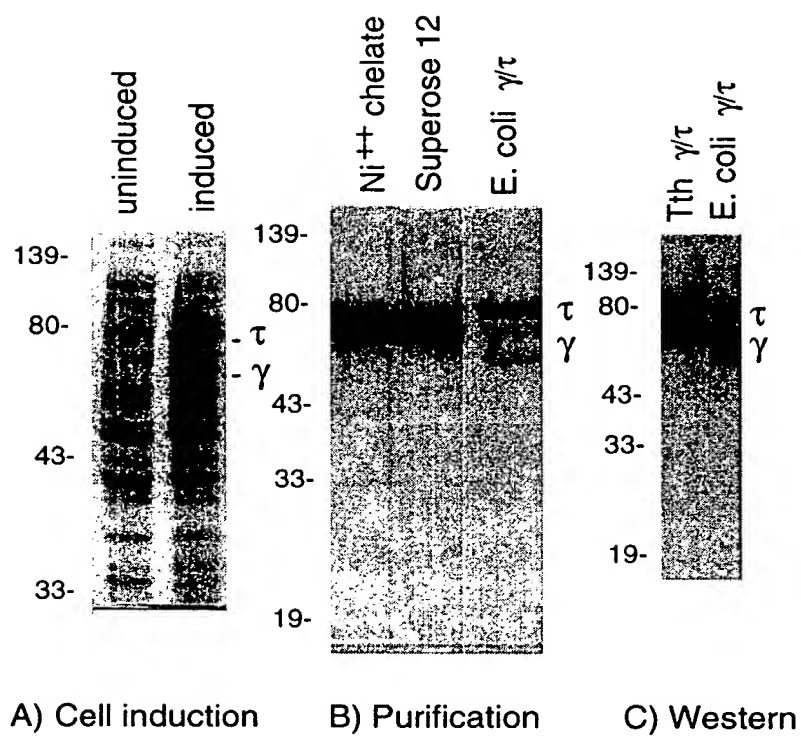 uninduced
induced
139-
80-
43-
33-
- τ
- γ
Ni++ chelate
Superose 12
E. coli γ/τ
139-
80-
43-
33-
19-
τ
γ
Tth γ/τ
E. coli γ/τ
139-
80-
43-
33-
19-
τ
γ
A) Cell induction
B) Purification
C) Western